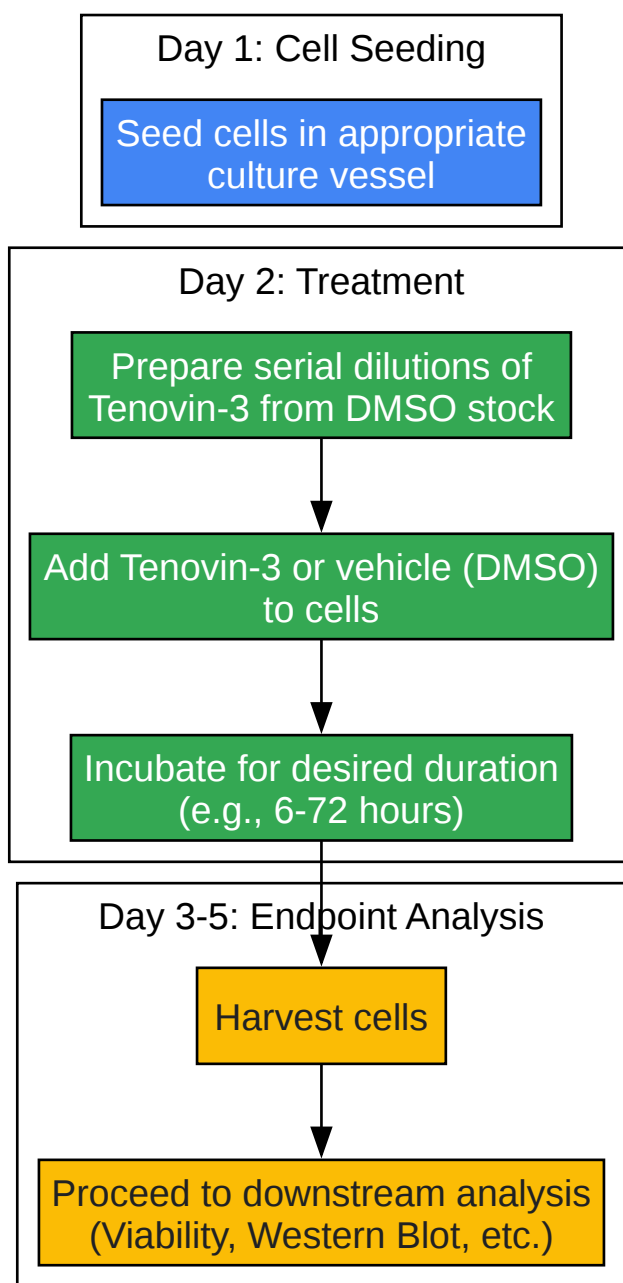 Day 1: Cell Seeding
Seed cells in appropriate
culture vessel
Day 2: Treatment
Prepare serial dilutions of
Tenovin-3 from DMSO stock
Add Tenovin-3 or vehicle (DMSO)
to cells
Incubate for desired duration
(e.g., 6-72 hours)
Day 3-5: Endpoint Analysis
Harvest cells
Proceed to downstream analysis
(Viability, Western Blot, etc.)